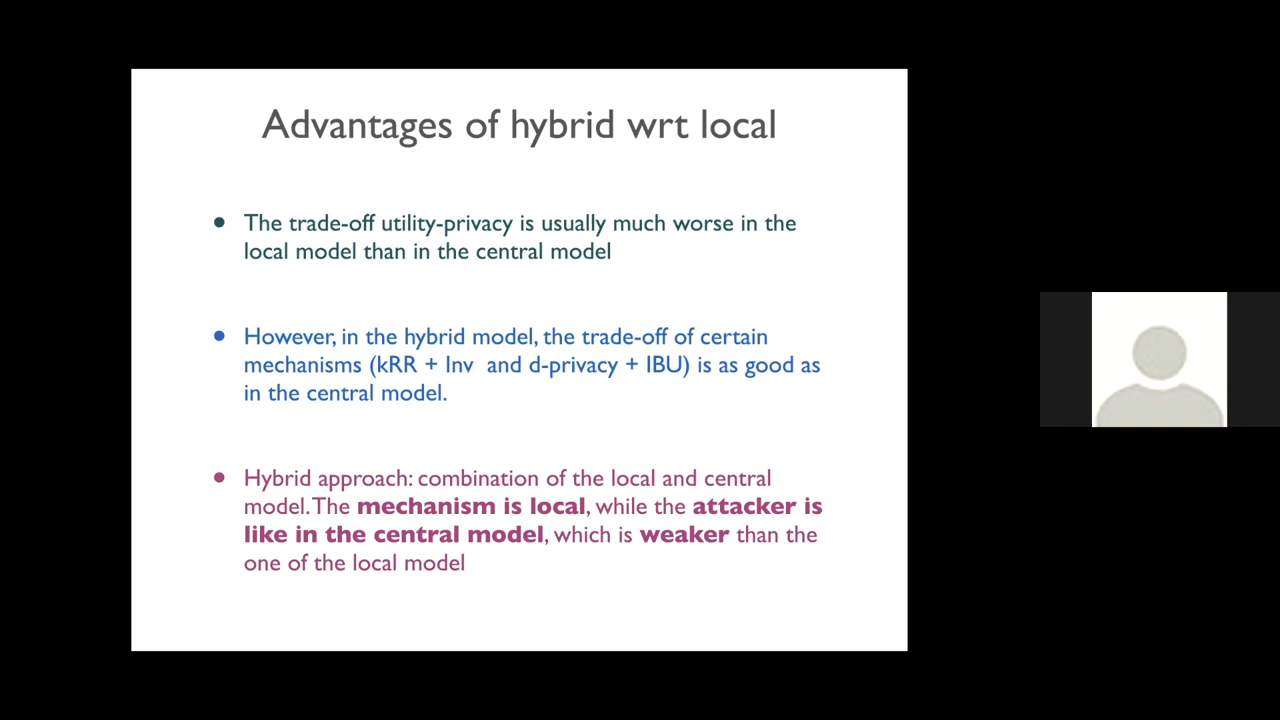 Advantages of hybrid wrt local
• The trade-off utility-privacy is usually much worse in the
local model than in the central model
• However, in the hybrid model, the trade-off of certain
mechanisms (kRR + Inv and d-privacy + IBU) is as good as
in the central model.
• Hybrid approach: combination of the local and central
model. The mechanism is local, while the attacker is
like in the central model, which is weaker than the
one of the local model